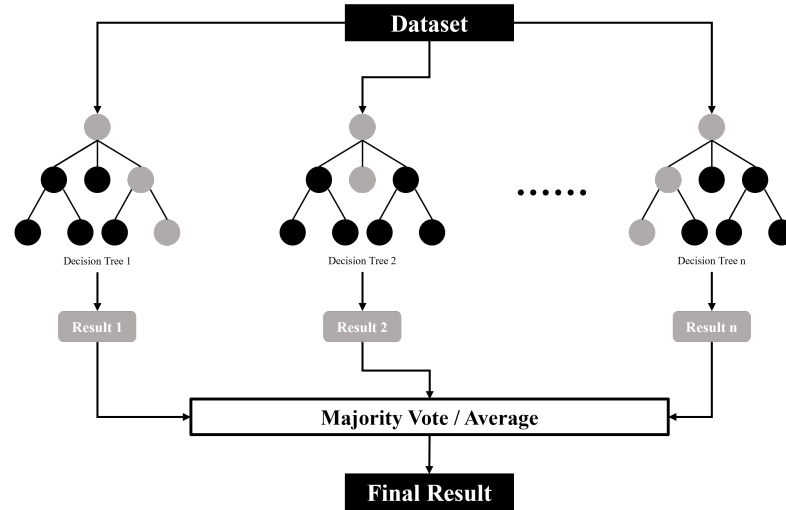 Dataset
Decision Tree 1
Decision Tree 2
Decision Tree n
Result 1
Result 2
Result n
Majority Vote / Average
Final Result